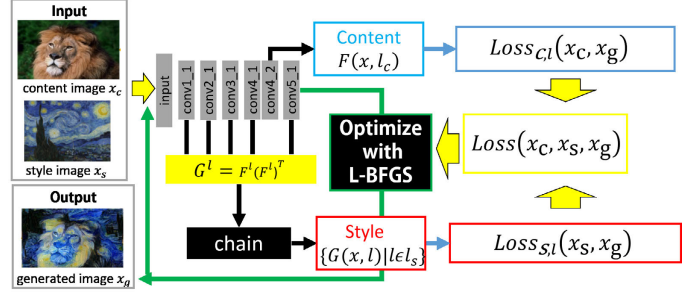 Input
content image x_c
style image x_s
Output
generated image x_g
input
conv1_1
conv2_1
conv3_1
conv4_1
conv4_2
conv5_1
G^l = F^l(F^l)^T
chain
Content
F(x, l_c)
Style
{G(x, l)|lϵl_s}
Optimize
with
L-BFGS
Loss_{C,l}(x_c, x_g)
Loss(x_c, x_s, x_g)
Loss_{S,l}(x_s, x_g)